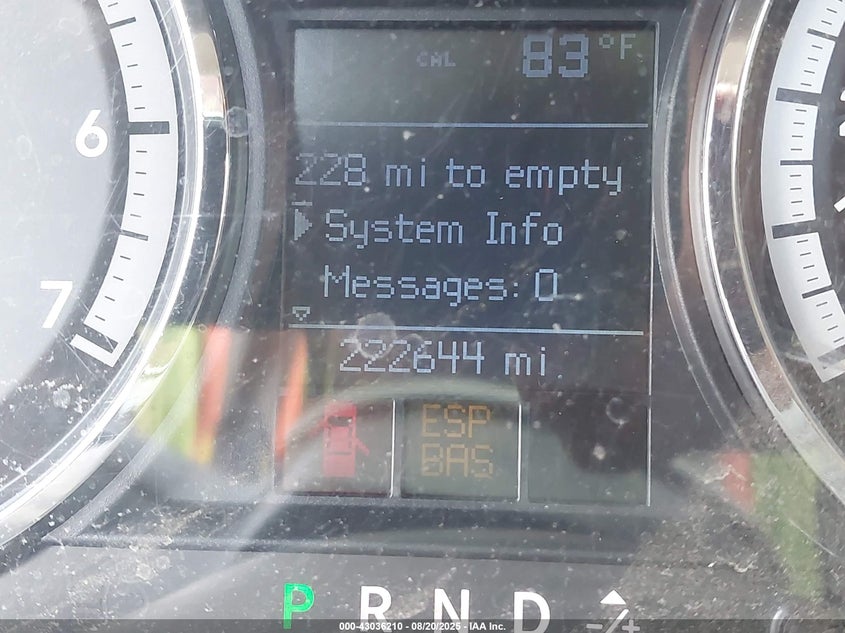 CAL 83°F
6
228 mi to empty
System Info
Messages: 0
7
222644 mi
ESP
BAS
P R N D -/+
000-43036210 - 08/20/2025 - IAA Inc.